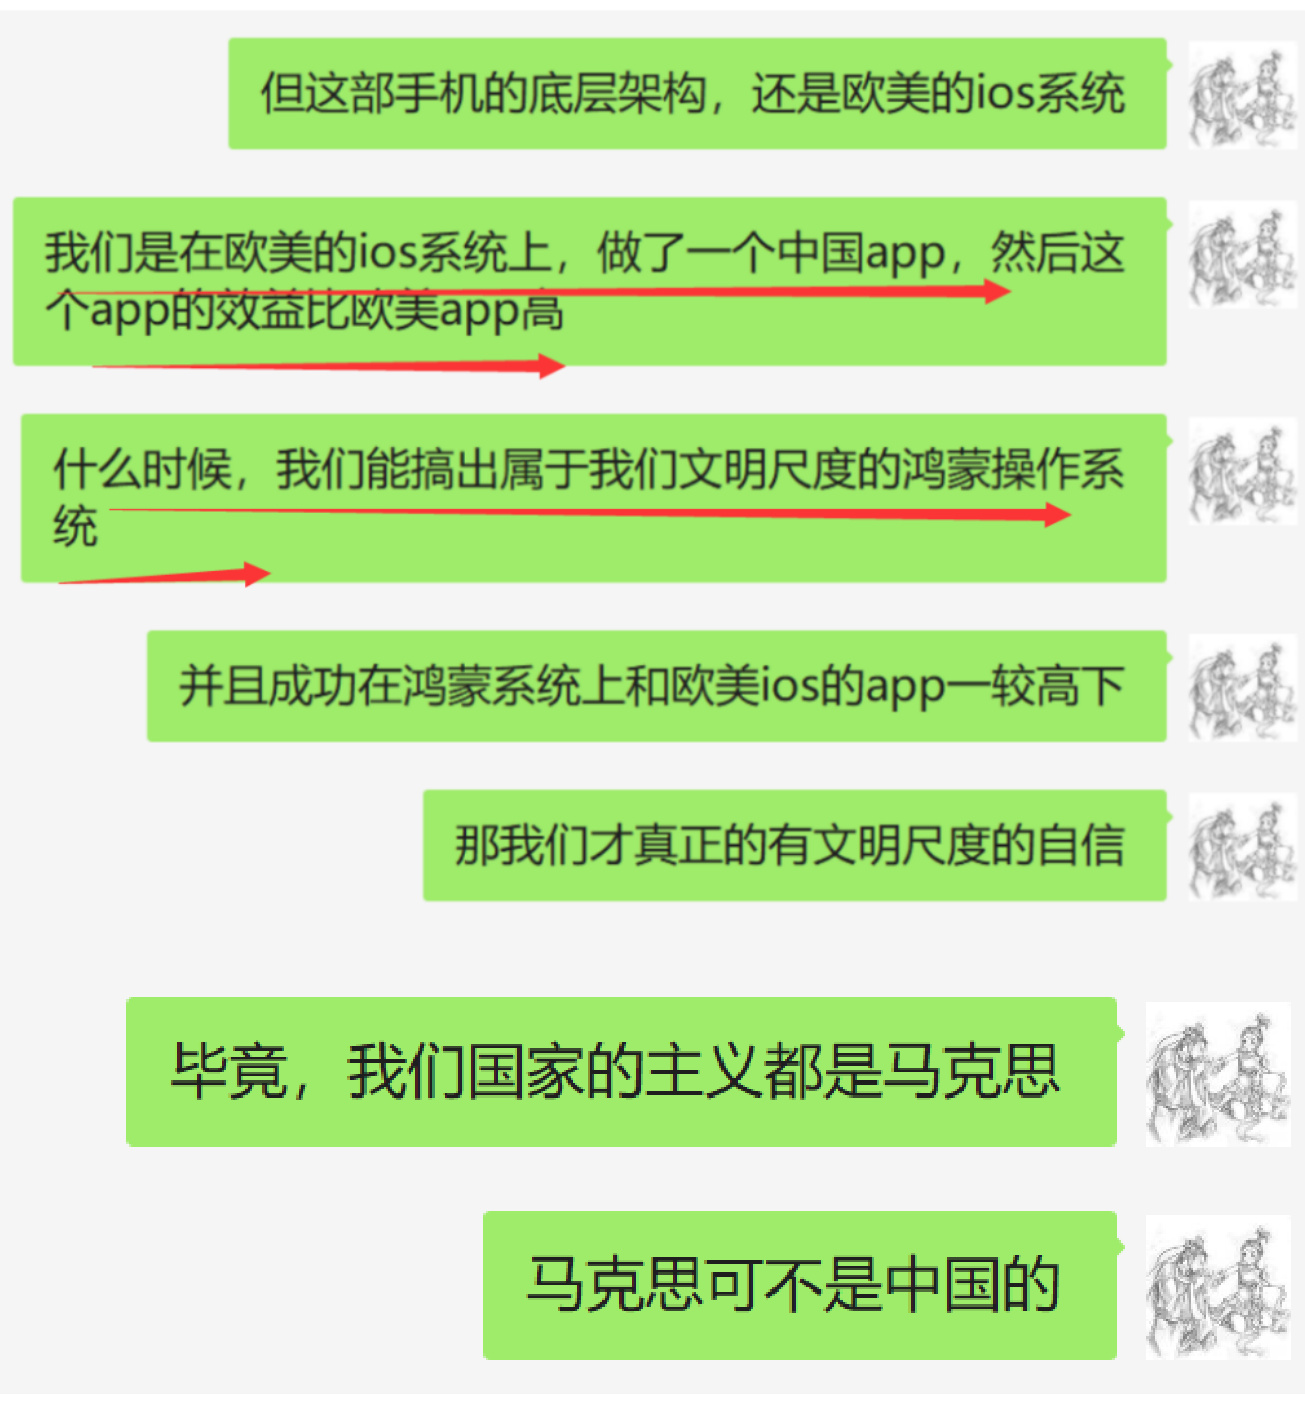 但这部手机的底层架构，还是欧美的ios系统
我们是在欧美的ios系统上，做了一个中国app，然后这
个app的效益比欧美app高
什么时候，我们能搞出属于我们文明尺度的鸿蒙操作系
统
并且成功在鸿蒙系统上和欧美ios的app一较高下
那我们才真正的有文明尺度的自信
毕竟，我们国家的主义都是马克思
马克思可不是中国的